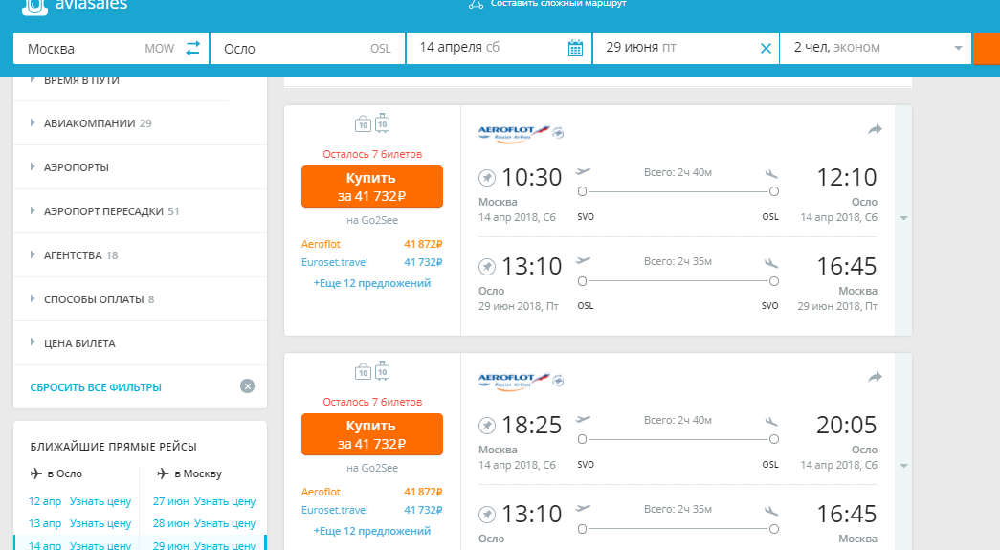 aviasales
Составить сложный маршрут
Москва MOW
Осло OSL
14 апреля сб
29 июня пт
2 чел, эконом
ВРЕМЯ В ПУТИ
АВИАКОМПАНИИ 29
АЭРОПОРТЫ
АЭРОПОРТ ПЕРЕСАДКИ 51
АГЕНТСТВА 18
СПОСОБЫ ОПЛАТЫ 8
ЦЕНА БИЛЕТА
СБРОСИТЬ ВСЕ ФИЛЬТРЫ
БЛИЖАЙШИЕ ПРЯМЫЕ РЕЙСЫ
в Осло в Москву
12 апр Узнать цену 27 июн Узнать цену
13 апр Узнать цену 28 июн Узнать цену
14 апр Узнать цену 29 июн Узнать цену
10 10
Осталось 7 билетов
Купить
за 41 732₽
на Go2See
Aeroflot 41 872₽
Euroset.travel 41 732₽
+Еще 12 предложений
AEROFLOT
Russian Airlines
10:30 Всего: 2ч 40м 12:10
Москва Осло
14 апр 2018, Сб SVO OSL 14 апр 2018, Сб
13:10 Всего: 2ч 35м 16:45
Осло Москва
29 июн 2018, Пт OSL SVO 29 июн 2018, Пт
10 10
Осталось 7 билетов
Купить
за 41 732₽
на Go2See
Aeroflot 41 872₽
Euroset.travel 41 732₽
+Еще 12 предложений
AEROFLOT
Russian Airlines
18:25 Всего: 2ч 40м 20:05
Москва Осло
14 апр 2018, Сб SVO OSL 14 апр 2018, Сб
13:10 Всего: 2ч 35м 16:45
Осло Москва